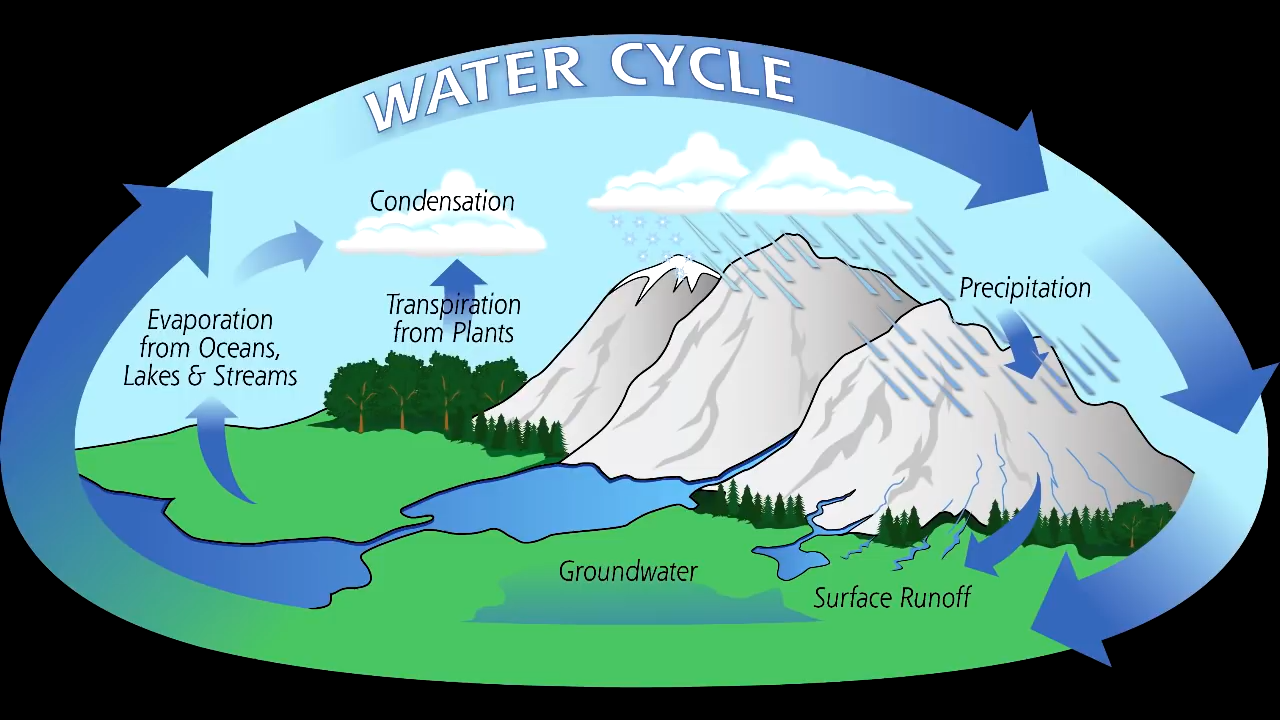 WATER CYCLE
Condensation
Precipitation
Transpiration
from Plants
Evaporation
from Oceans,
Lakes & Streams
Groundwater
Surface Runoff